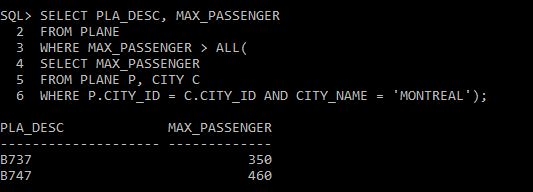 SQL> SELECT PLA_DESC, MAX_PASSENGER
  2  FROM PLANE
  3  WHERE MAX_PASSENGER > ALL(
  4  SELECT MAX_PASSENGER
  5  FROM PLANE P, CITY C
  6  WHERE P.CITY_ID = C.CITY_ID AND CITY_NAME = 'MONTREAL');
PLA_DESC             MAX_PASSENGER
-------------------- -------------
B737                           350
B747                           460